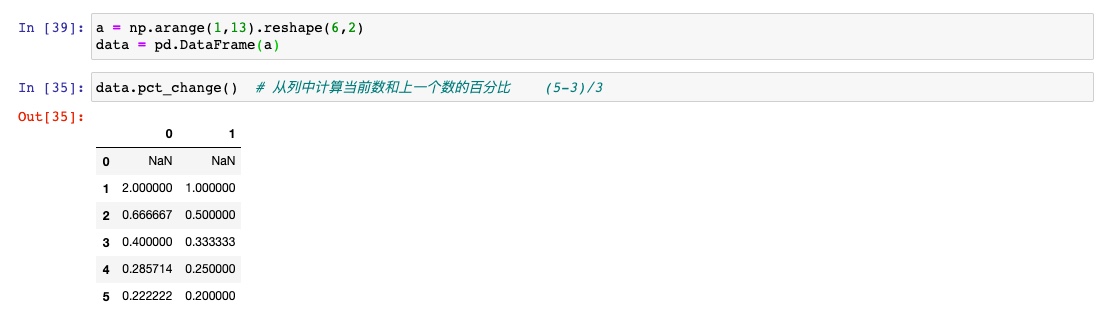 In [39]: a = np.arange(1,13).reshape(6,2)
data = pd.DataFrame(a)
In [35]: data.pct_change()  # 从列中计算当前数和上一个数的百分比    (5-3)/3
Out[35]:
0 1
0 NaN NaN
1 2.000000 1.000000
2 0.666667 0.500000
3 0.400000 0.333333
4 0.285714 0.250000
5 0.222222 0.200000